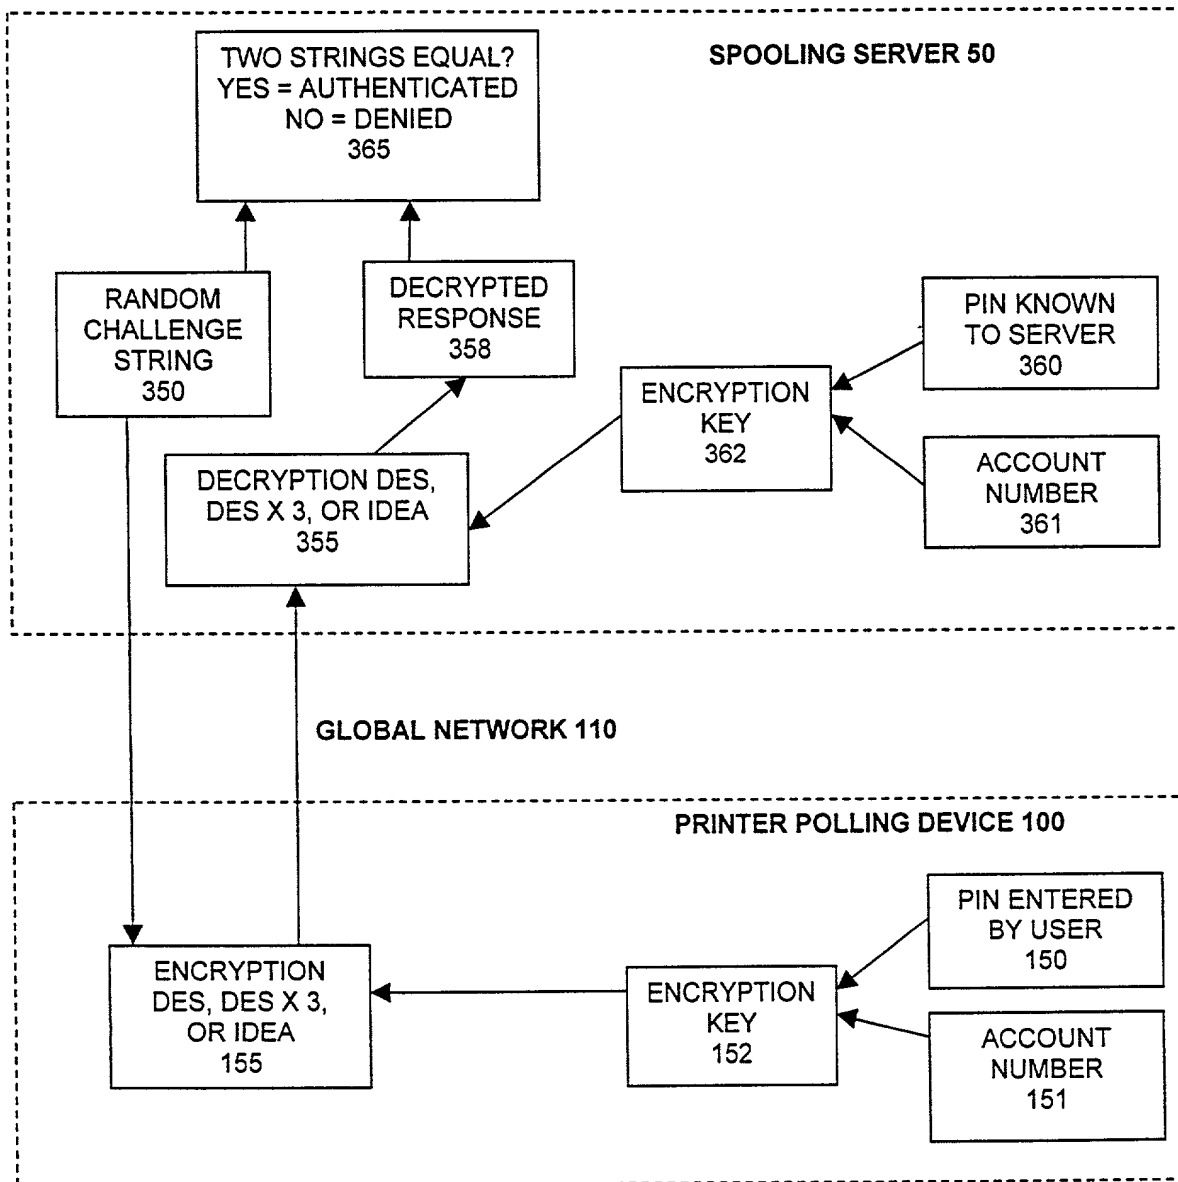 SPOOLING SERVER 50
TWO STRINGS EQUAL?
YES = AUTHENTICATED
NO = DENIED
365
RANDOM
CHALLENGE
STRING
350
DECRYPTED
RESPONSE
358
PIN KNOWN
TO SERVER
360
ENCRYPTION
KEY
362
ACCOUNT
NUMBER
361
DECRYPTION DES,
DES X 3, OR IDEA
355
GLOBAL NETWORK 110
PRINTER POLLING DEVICE 100
PIN ENTERED
BY USER
150
ENCRYPTION
DES, DES X 3,
OR IDEA
155
ENCRYPTION
KEY
152
ACCOUNT
NUMBER
151